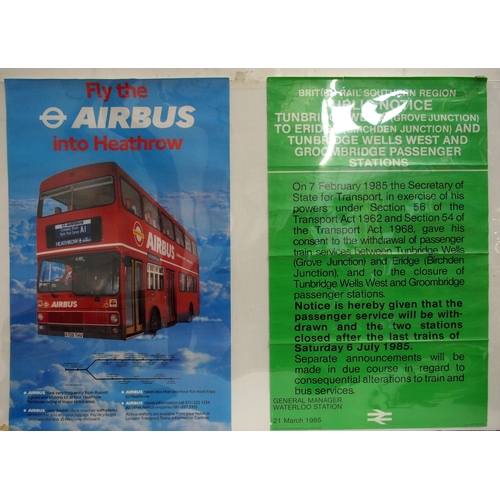 Fly the
AIRBUS
into Heathrow
A1
HEATHROW
AIRBUS
AIRBUS
BRITISH RAIL SOUTHERN REGION
PUBLIC NOTICE
TUNBRIDGE WELLS (GROVE JUNCTION)
TO ERIDGE (BIRCHDEN JUNCTION) AND
TUNBRIDGE WELLS WEST AND
GROOMBRIDGE PASSENGER
STATIONS
On 7 February 1985 the Secretary of
State for Transport, in exercise of his
powers under Section 56 of the
Transport Act 1962 and Section 54 of the
Transport Act 1968, gave his
consent to the withdrawal of passenger
train services between Tunbridge Wells
(Grove Junction) and Eridge (Birchden
Junction), and to the closure of
Tunbridge Wells West and Groombridge
passenger stations.
Notice is hereby given that the
passenger service will be with-
drawn and the two stations
closed after the last trains of
Saturday 6 July 1985.
Separate announcements will be
made in due course in regard to
consequential alterations to train and
bus services.
GENERAL MANAGER
WATERLOO STATION
21 March 1985